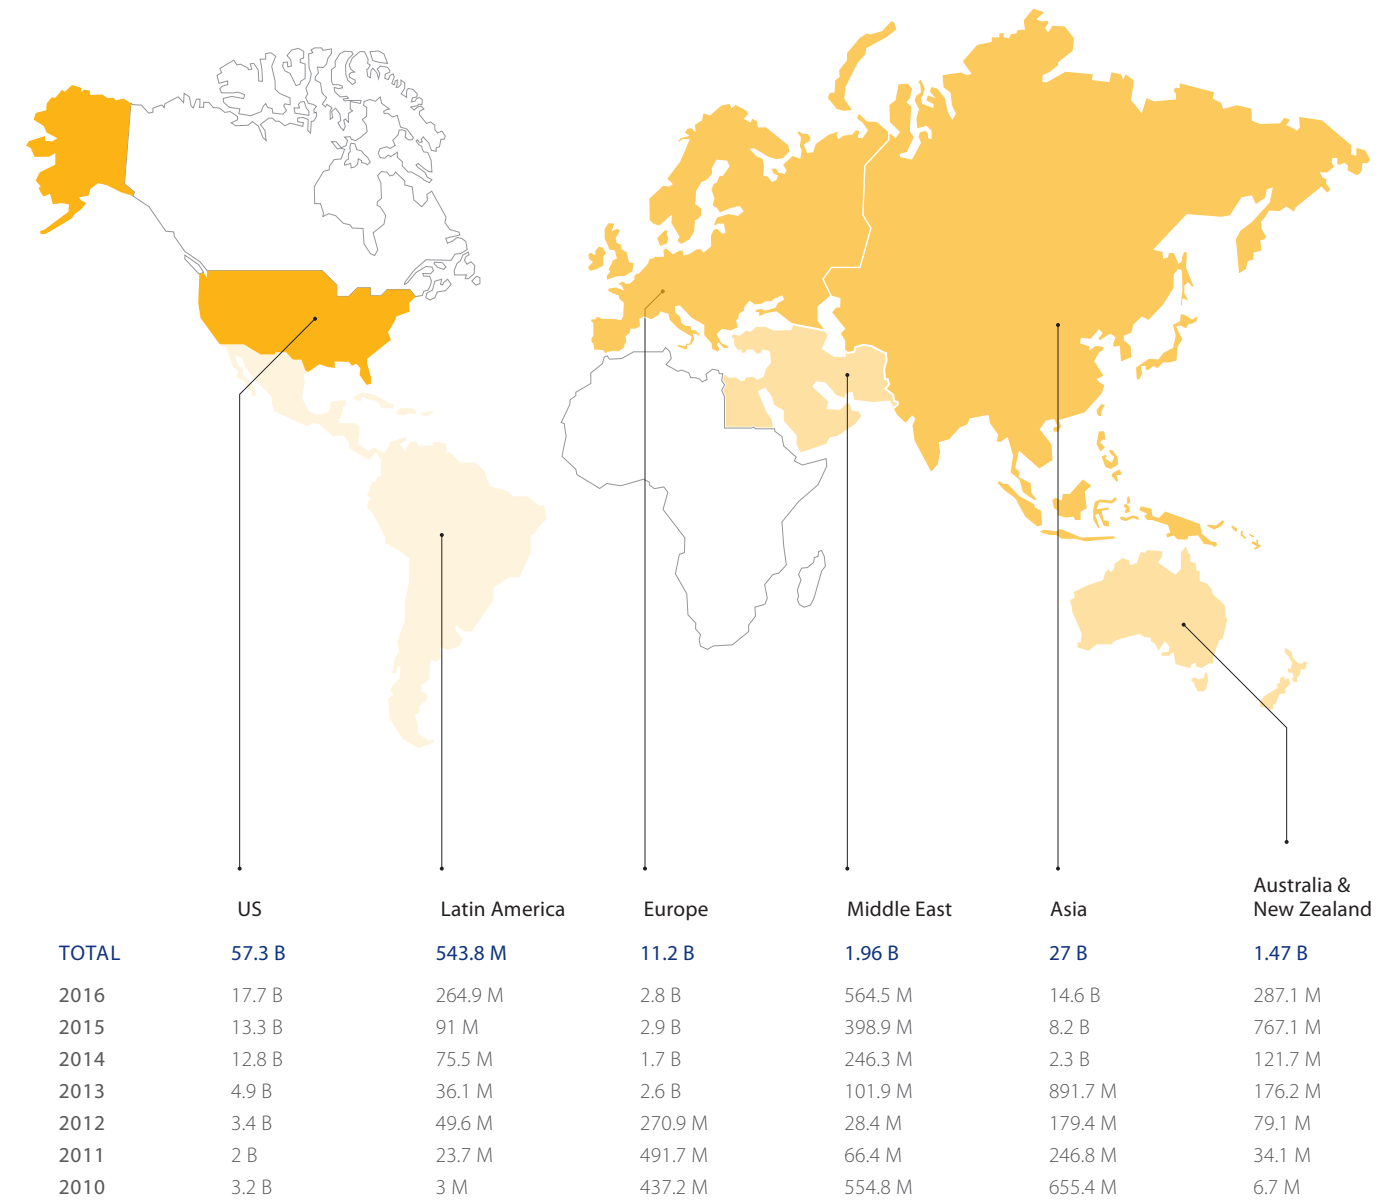 US Latin America Europe Middle East Asia Australia &
New Zealand
TOTAL 57.3 B 543.8 M 11.2 B 1.96 B 27 B 1.47 B
2016 17.7 B 264.9 M 2.8 B 564.5 M 14.6 B 287.1 M
2015 13.3 B 91 M 2.9 B 398.9 M 8.2 B 767.1 M
2014 12.8 B 75.5 M 1.7 B 246.3 M 2.3 B 121.7 M
2013 4.9 B 36.1 M 2.6 B 101.9 M 891.7 M 176.2 M
2012 3.4 B 49.6 M 270.9 M 28.4 M 179.4 M 79.1 M
2011 2 B 23.7 M 491.7 M 66.4 M 246.8 M 34.1 M
2010 3.2 B 3 M 437.2 M 554.8 M 655.4 M 6.7 M